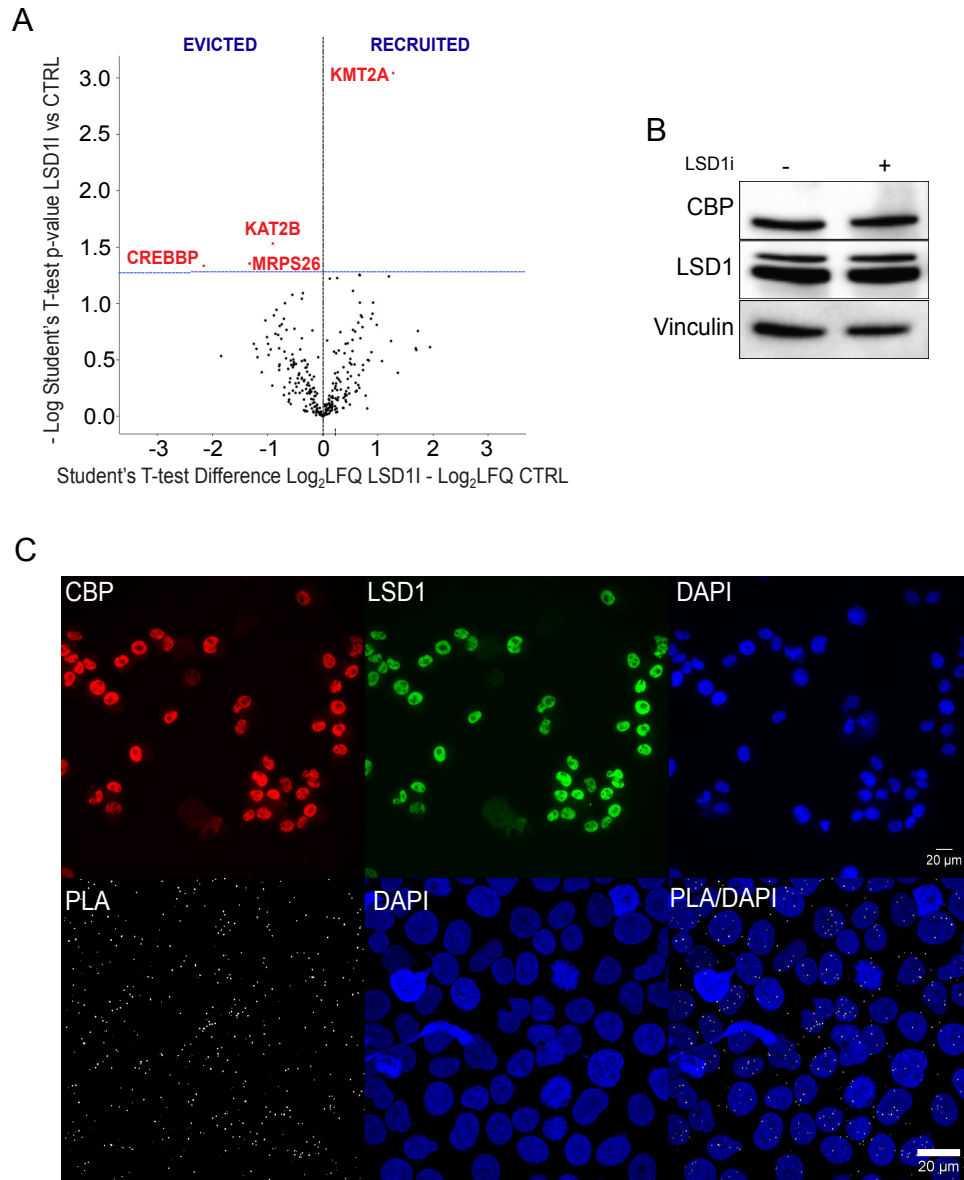 A
EVICTED RECRUITED
KMT2A
3.0
2.5
2.0
1.5
1.0
0.5
0.0
KAT2B
CREBBP
MRPS26
- Log Student's T-test p-value LSD1I vs CTRL
-3 -2 -1 0 1 2 3
Student's T-test Difference Log₂LFQ LSD1I - Log₂LFQ CTRL
B
LSD1i - +
CBP
LSD1
Vinculin
C
CBP LSD1 DAPI
20 µm
PLA DAPI PLA/DAPI
20 µm